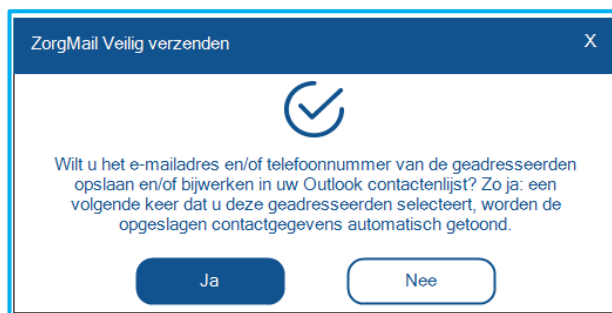 ZorgMail Veilig verzenden X
Wilt u het e-mailadres en/of telefoonnummer van de geadresseerden
opslaan en/of bijwerken in uw Outlook contactenlijst? Zo ja: een
volgende keer dat u deze geadresseerden selecteert, worden de
opgeslagen contactgegevens automatisch getoond.
Ja Nee